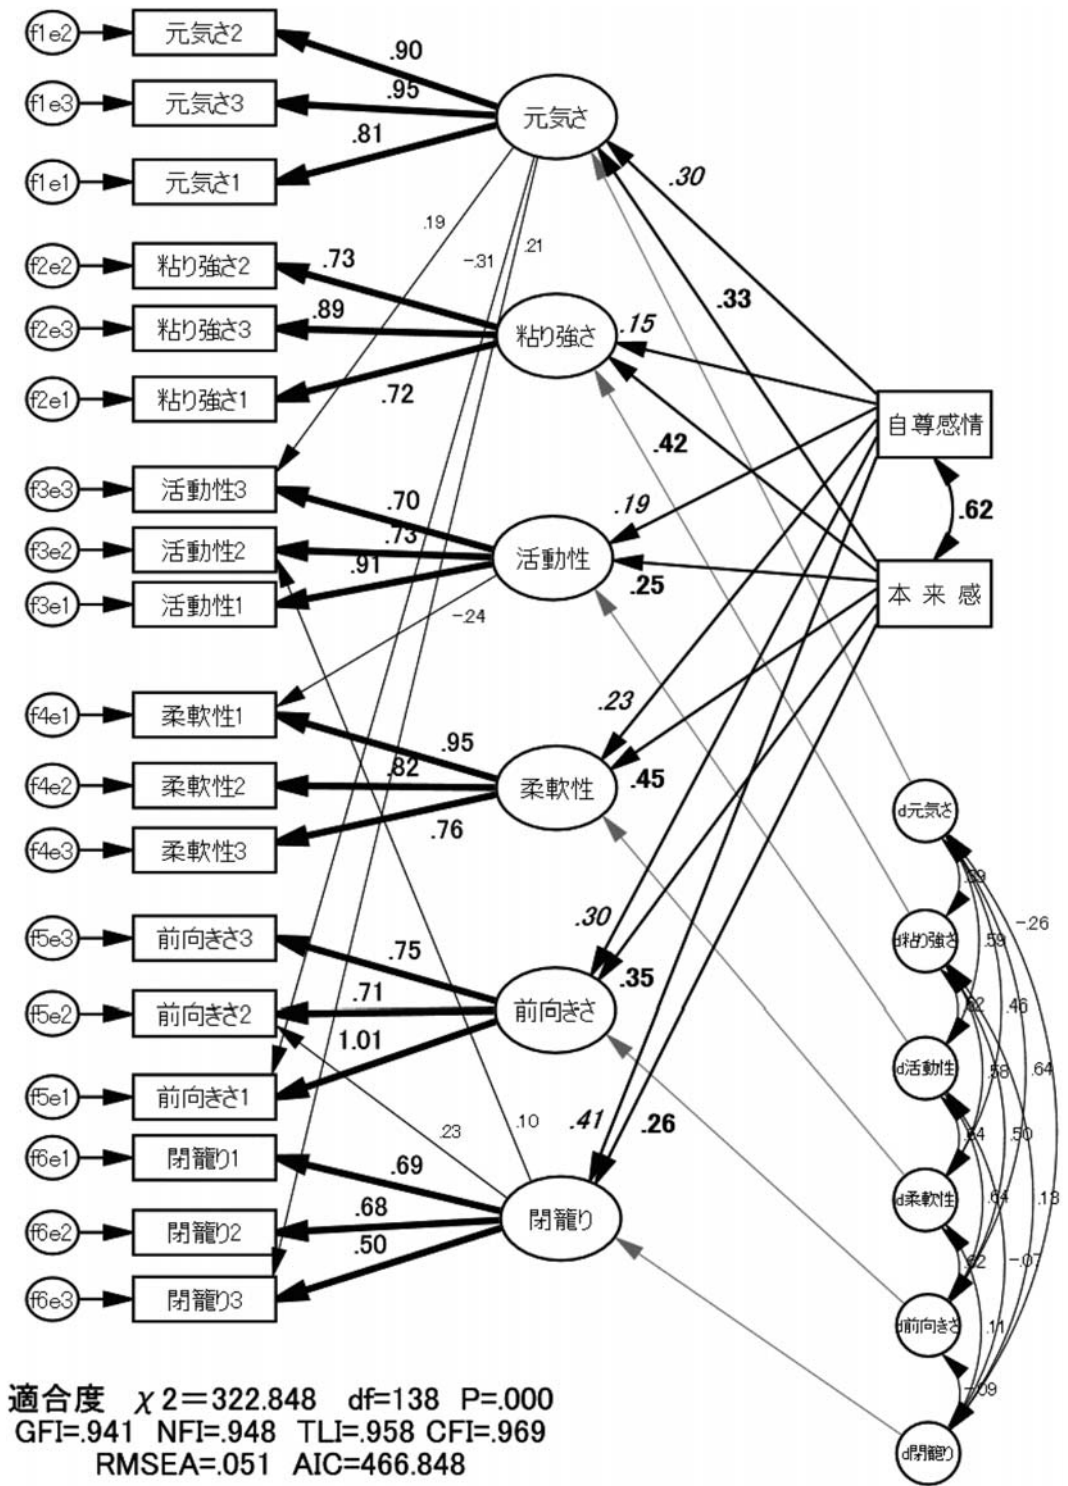 f1e2 元気さ2
.90
f1e3 元気さ3
.95
元気さ
.81
f1e1 元気さ1
.30
.19
-.31
.21
f2e2 粘り強さ2
.73
f2e3 粘り強さ3
.89
粘り強さ
.15
.33
f2e1 粘り強さ1
.72
.42
自尊感情
f3e3 活動性3
.70
.19
.62
f3e2 活動性2
.73
活動性
.91
.25
本来感
f3e1 活動性1
-.24
f4e1 柔軟性1
.95
.23
f4e2 柔軟性2
.82
柔軟性
.45
f4e3 柔軟性3
.76
d元気さ
f5e3 前向きさ3
.75
.30
d粘り強さ
.59
-.26
f5e2 前向きさ2
.71
前向きさ
.35
.46
1.01
d活動性
.58
.64
f5e1 前向きさ1
.23
.10
.41
.26
.50
f6e1 閉籠り1
.69
d柔軟性
.64
.13
f6e2 閉籠り2
.68
閉籠り
.50
-.07
f6e3 閉籠り3
d前向きさ
.11
-.09
d閉籠り
適合度 χ2=322.848 df=138 P=.000
GFI=.941 NFI=.948 TLI=.958 CFI=.969
RMSEA=.051 AIC=466.848